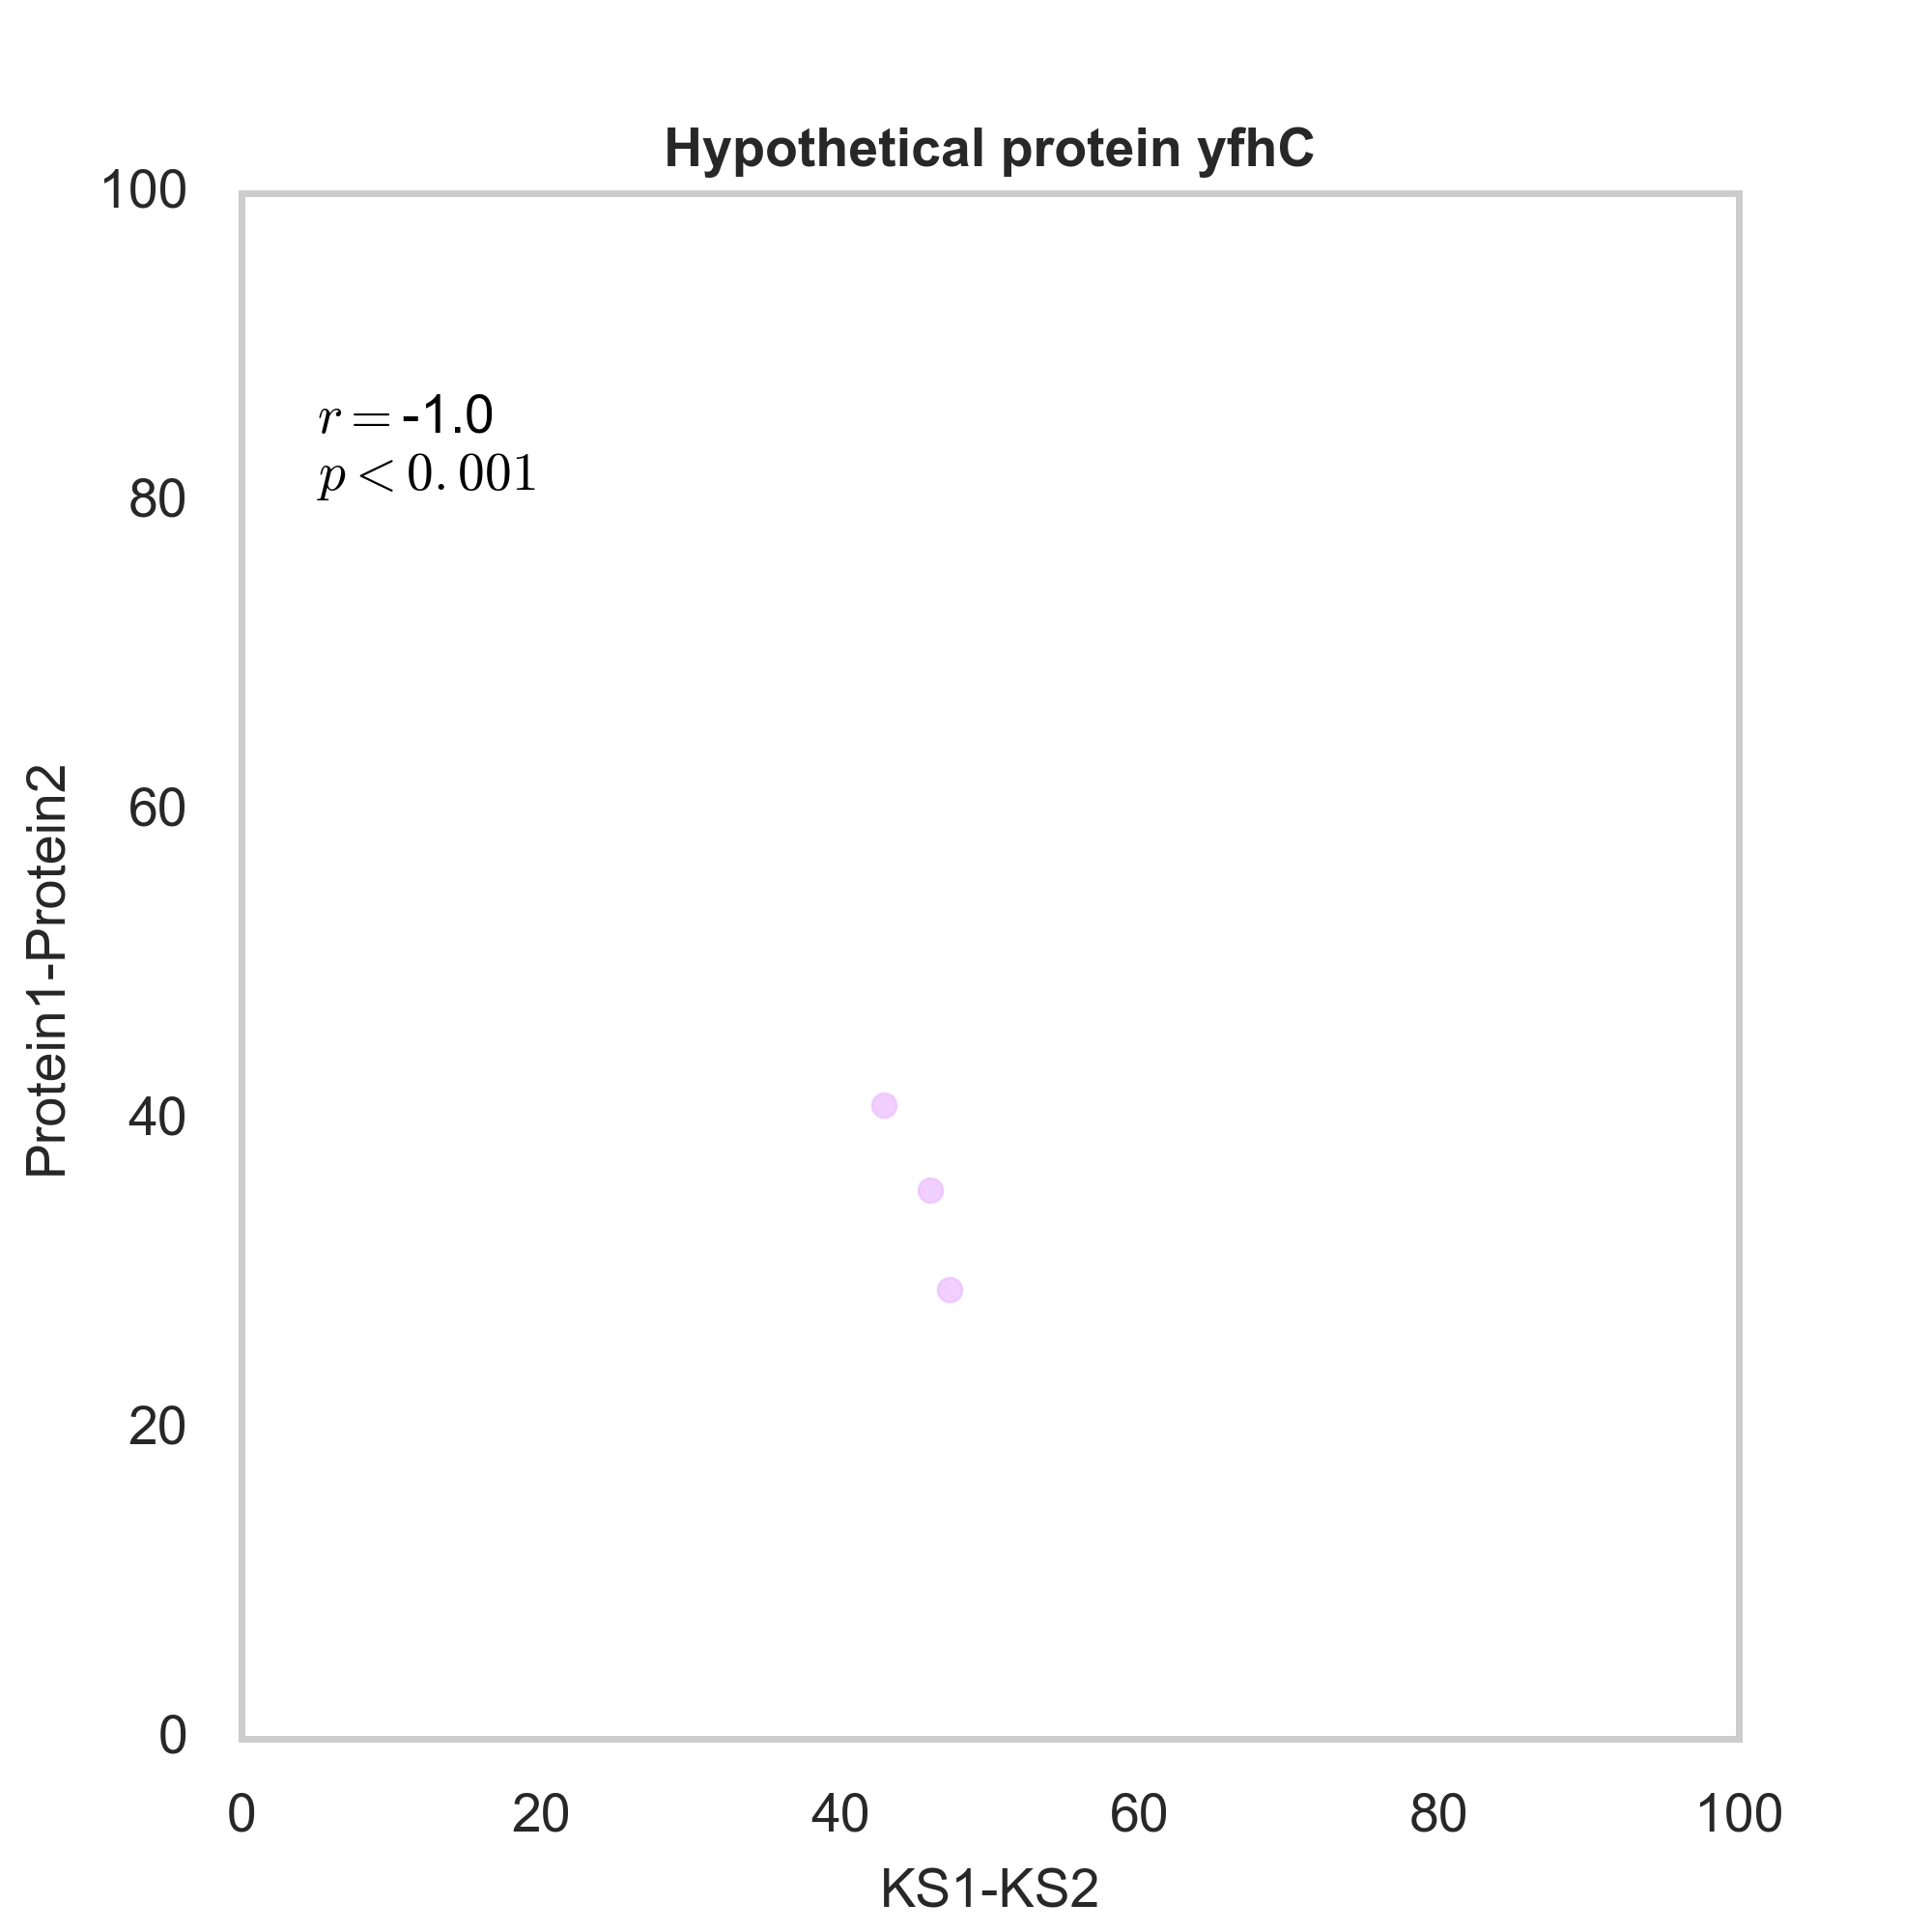 Hypothetical protein yfhC
100
r = -1.0
p < 0.001
80
60
40
20
0
Protein1-Protein2
0 20 40 60 80 100
KS1-KS2